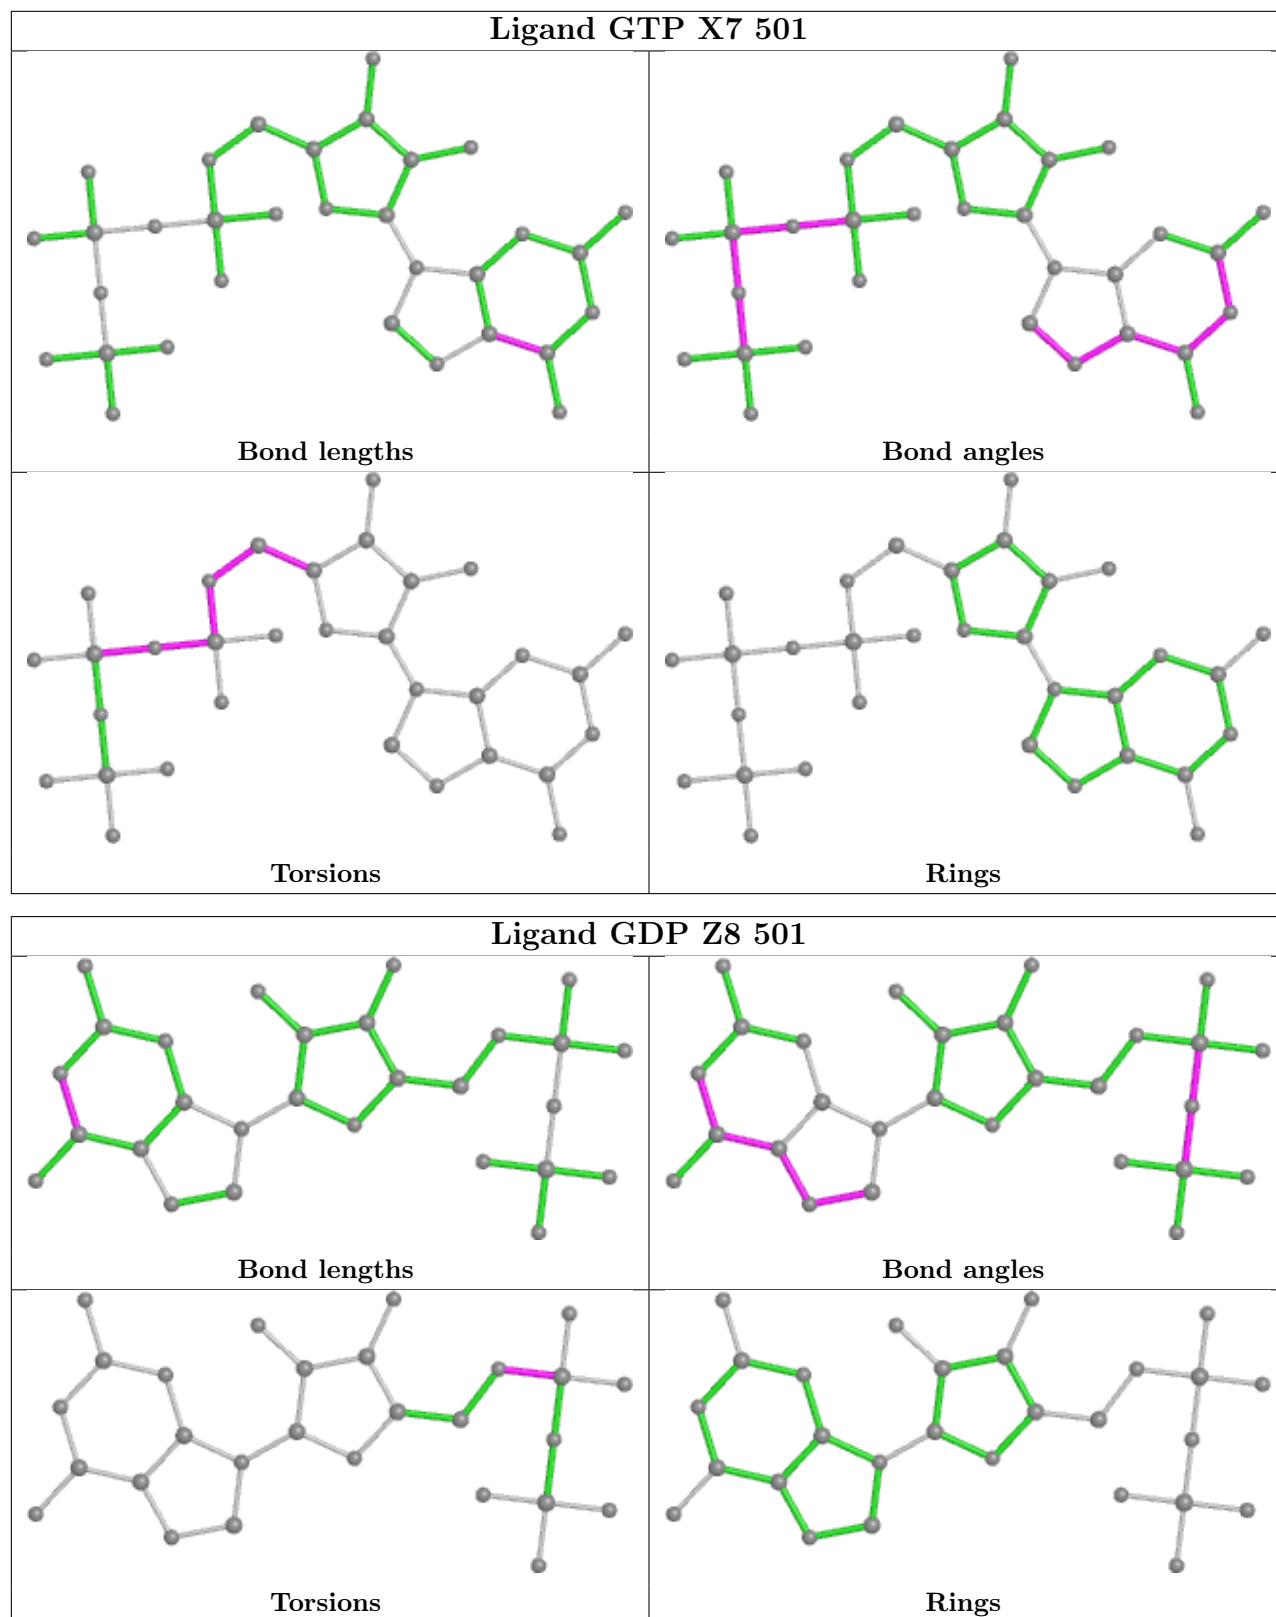 Ligand GTP X7 501
Bond lengths
Bond angles
Torsions
Rings
Ligand GDP Z8 501
Bond lengths
Bond angles
Torsions
Rings